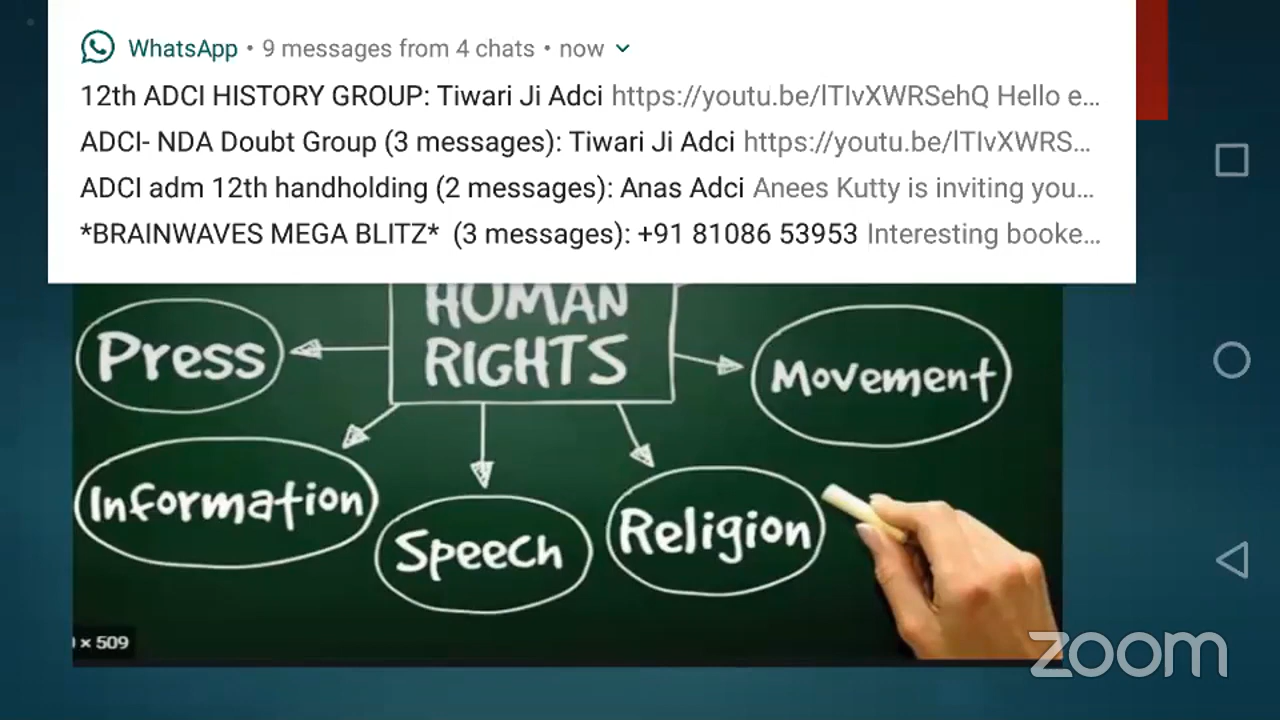 WhatsApp • 9 messages from 4 chats • now
12th ADCI HISTORY GROUP: Tiwari Ji Adci https://youtu.be/lTIvXWRSehQ Hello e...
ADCI- NDA Doubt Group (3 messages): Tiwari Ji Adci https://youtu.be/lTIvXWRS...
ADCI adm 12th handholding (2 messages): Anas Adci Anees Kutty is inviting you...
*BRAINWAVES MEGA BLITZ* (3 messages): +91 81086 53953 Interesting booke...
HUMAN
RIGHTS
Press
Movement
Information
Speech
Religion
× 509
zoom